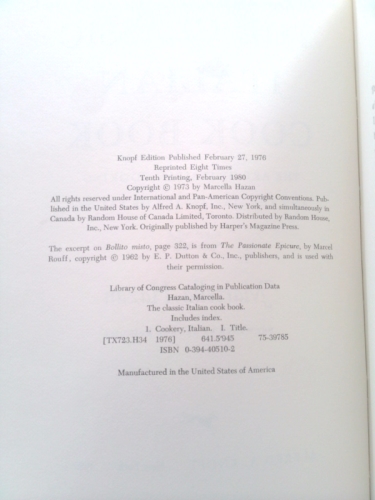 Knopf Edition Published February 27, 1976
Reprinted Eight Times
Tenth Printing, February 1980
Copyright © 1973 by Marcella Hazan
All rights reserved under International and Pan-American Copyright Conventions. Pub-
lished in the United States by Alfred A. Knopf, Inc., New York, and simultaneously in
Canada by Random House of Canada Limited, Toronto. Distributed by Random House,
Inc., New York. Originally published by Harper's Magazine Press.
The excerpt on Bollito misto, page 322, is from The Passionate Epicure, by Marcel
Rouff, copyright © 1962 by E. P. Dutton & Co., Inc., publishers, and is used with
their permission.
Library of Congress Cataloging in Publication Data
Hazan, Marcella.
The classic Italian cook book.
Includes index.
1. Cookery, Italian. I. Title.
[TX723.H34 1976] 641.5'945 75-39785
ISBN 0-394-40510-2
Manufactured in the United States of America